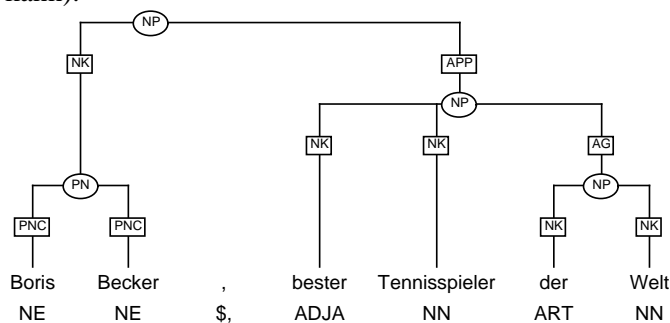 NP
NK APP
NP
NK NK AG
PN NP
PNC PNC NK NK
Boris Becker , bester Tennisspieler der Welt
NE NE $, ADJA NN ART NN